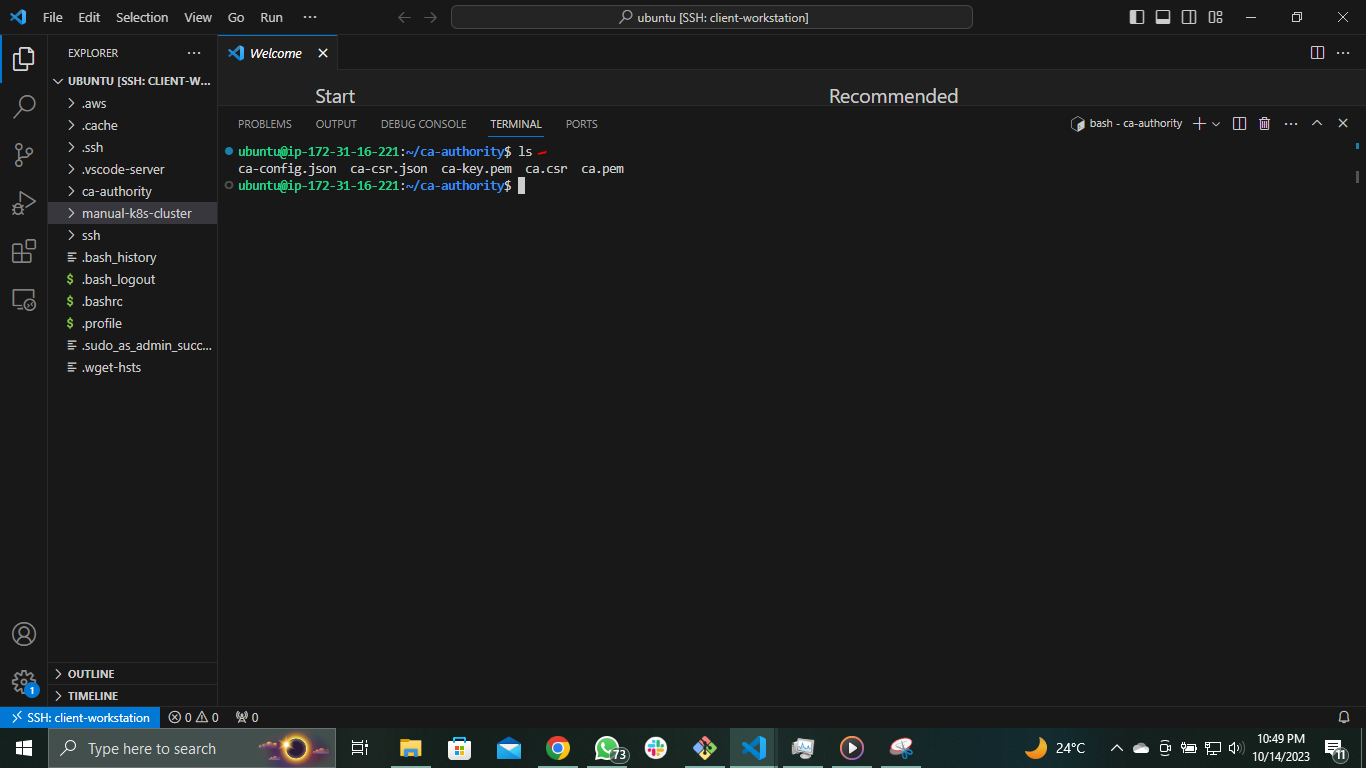 File Edit Selection View Go Run ···
ubuntu [SSH: client-workstation]
EXPLORER ···
Welcome
UBUNTU [SSH: CLIENT-W...
.aws
.cache
.ssh
.vscode-server
ca-authority
manual-k8s-cluster
ssh
.bash_history
$ .bash_logout
$ .bashrc
$ .profile
.sudo_as_admin_succ...
.wget-hsts
OUTLINE
TIMELINE
Start
Recommended
PROBLEMS OUTPUT DEBUG CONSOLE TERMINAL PORTS
bash - ca-authority
ubuntu@ip-172-31-16-221:~/ca-authority$ ls
ca-config.json ca-csr.json ca-key.pem ca.csr ca.pem
ubuntu@ip-172-31-16-221:~/ca-authority$
1
SSH: client-workstation 0 0 0
Type here to search
73
24°C
10:49 PM
10/14/2023
11